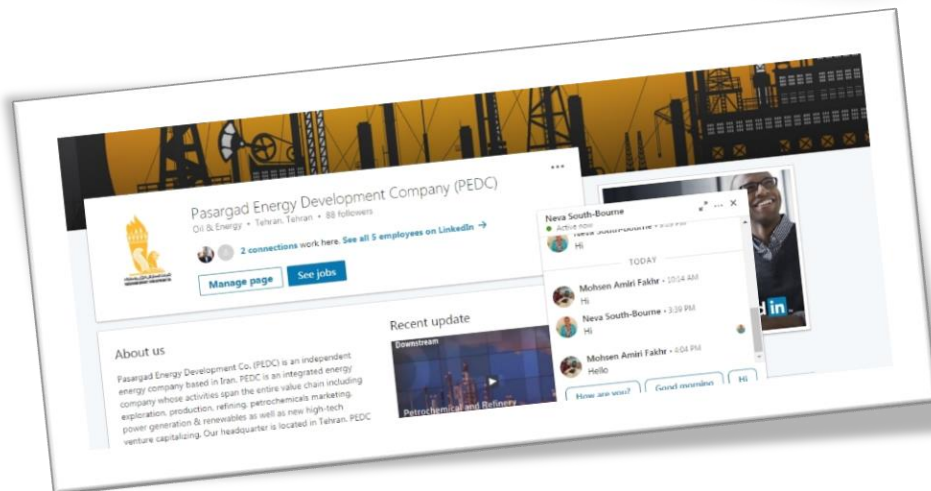 Pasargad Energy Development Company (PEDC)
Oil & Energy • Tehran, Tehran • 88 followers
2 connections work here. See all 5 employees on LinkedIn →
Manage page
See jobs
About us
Pasargad Energy Development Co. (PEDC) is an independent
energy company based in Iran. PEDC is an integrated energy
company whose activities span the entire value chain including
exploration, production, refining, petrochemicals marketing,
power generation & renewables as well as new high-tech
venture capitalizing. Our headquarter is located in Tehran. PEDC
Recent update
Downstream
Petrochemical and Refinery
Neva South-Bourne
Active now
Neva South-Bourne •
Hi
TODAY
Mohsen Amiri Fakhr • 10:14 AM
Hi
Neva South-Bourne • 3:39 PM
Hi
Mohsen Amiri Fakhr • 4:04 PM
Hello
How are you?
Good morning
Hi
in